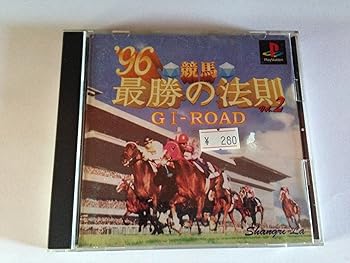 '96
競馬
最勝の法則
vol.2
GI-ROAD
¥ 280
Shangri-La
PlayStation